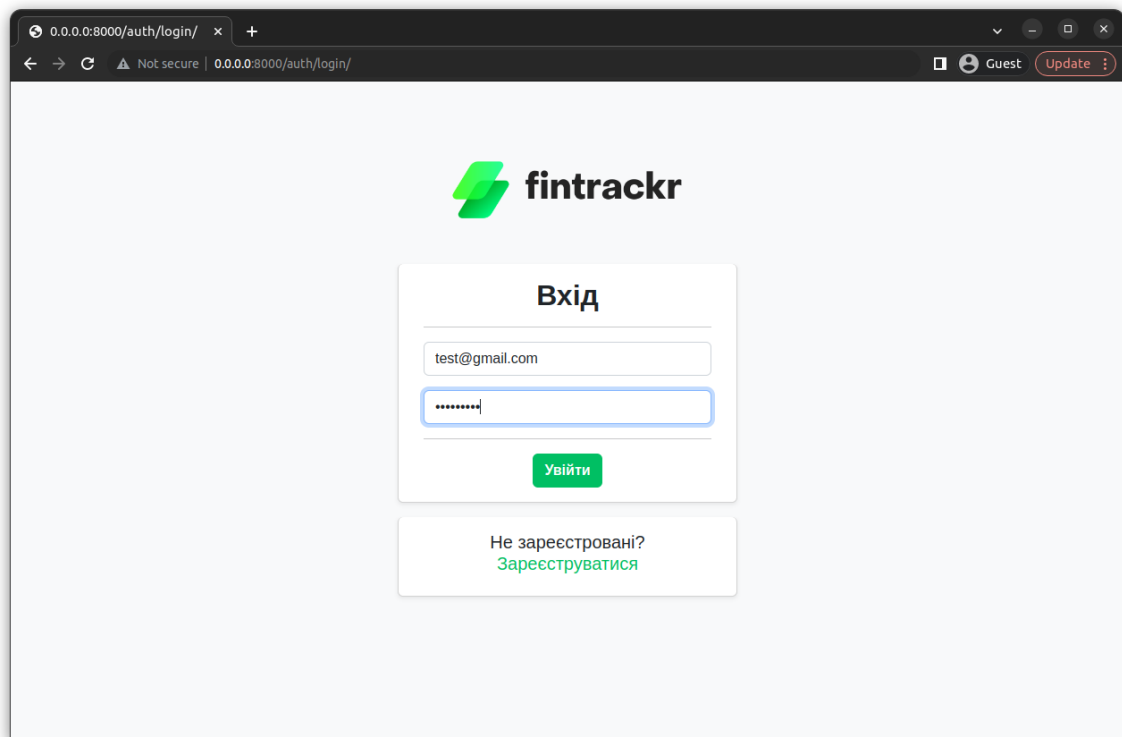 0.0.0.0:8000/auth/login/
Not secure 0.0.0.0:8000/auth/login/ Guest Update
fintrackr
Вхід
test@gmail.com
•••••••••
Увійти
Не зареєстровані?
Зареєструватися